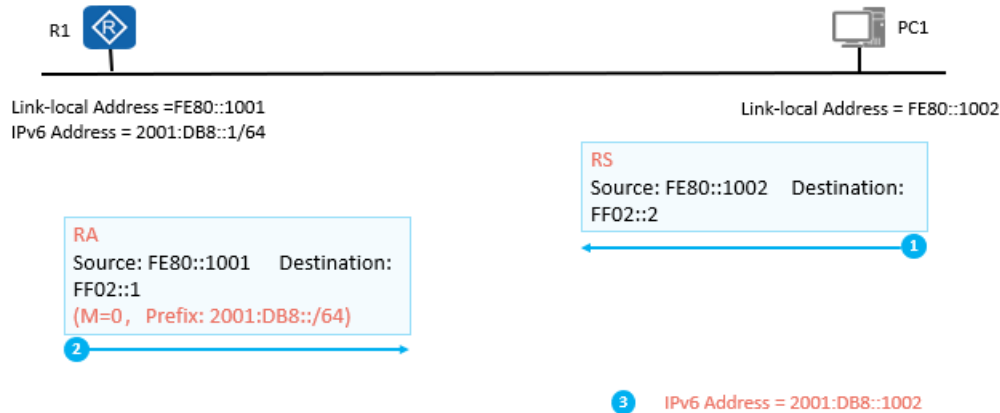 R1
R
PC1
Link-local Address =FE80::1001
IPv6 Address = 2001:DB8::1/64
Link-local Address = FE80::1002
RS
Source: FE80::1002 Destination:
FF02::2
1
RA
Source: FE80::1001 Destination:
FF02::1
(M=0, Prefix: 2001:DB8::/64)
2
3 IPv6 Address = 2001:DB8::1002